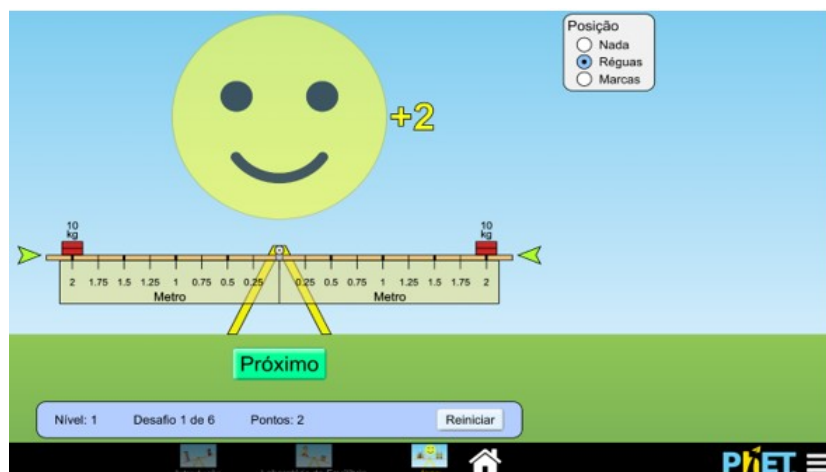 Posição
Nada
Réguas
Marcas
+2
10
kg
10
kg
2 1.75 1.5 1.25 1 0.75 0.5 0.25 0.25 0.5 0.75 1 1.25 1.5 1.75 2
Metro Metro
Próximo
Nível: 1 Desafio 1 de 6 Pontos: 2 Reiniciar
PhET